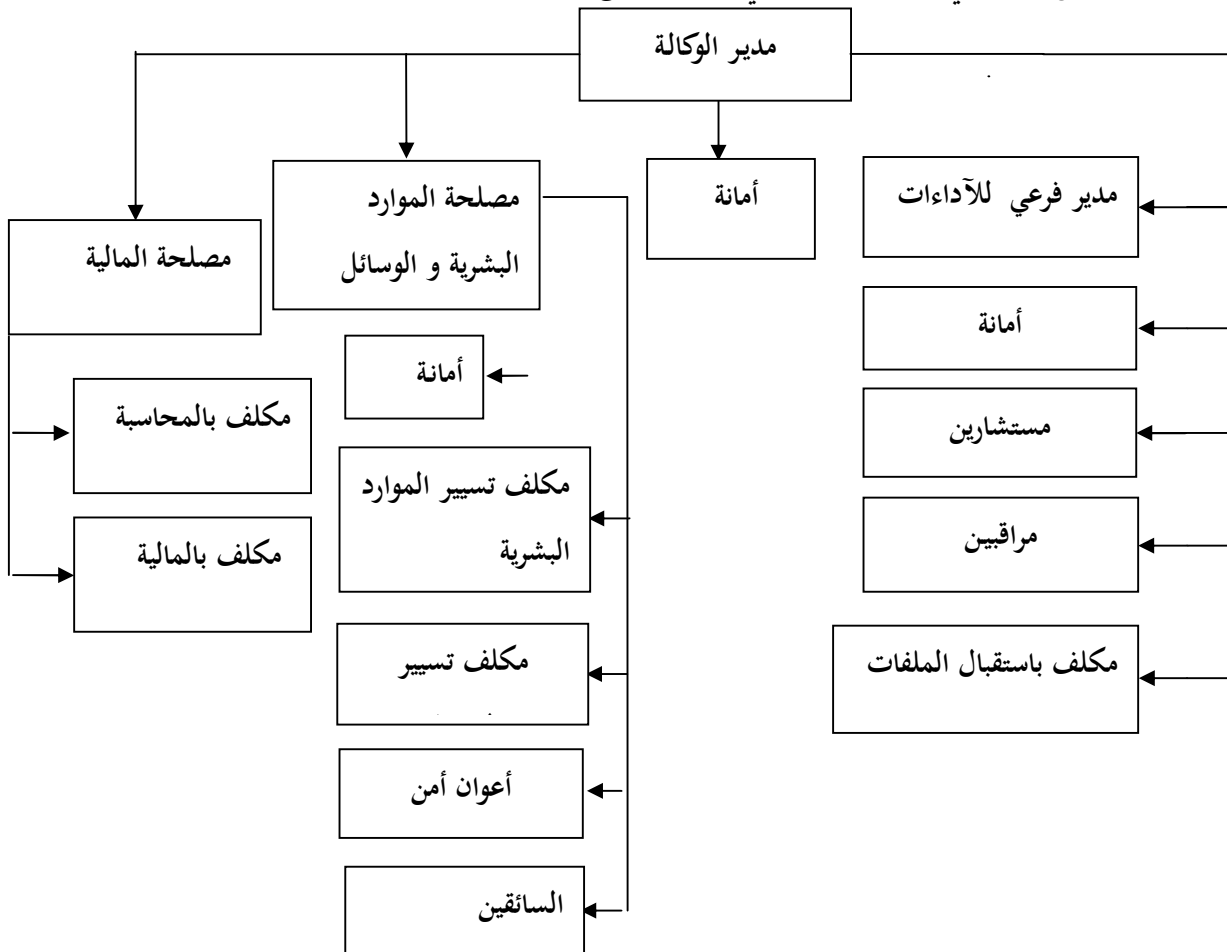 مدير الوكالة
أمانة
مدير فرعي للآداءات
مصلحة الموارد
البشرية و الوسائل
مصلحة المالية
أمانة
أمانة
مكلف بالمحاسبة
مستشارين
مكلف تسيير الموارد
البشرية
مراقبين
مكلف بالمالية
مكلف تسيير
مكلف باستقبال الملفات
أعوان أمن
السائقين